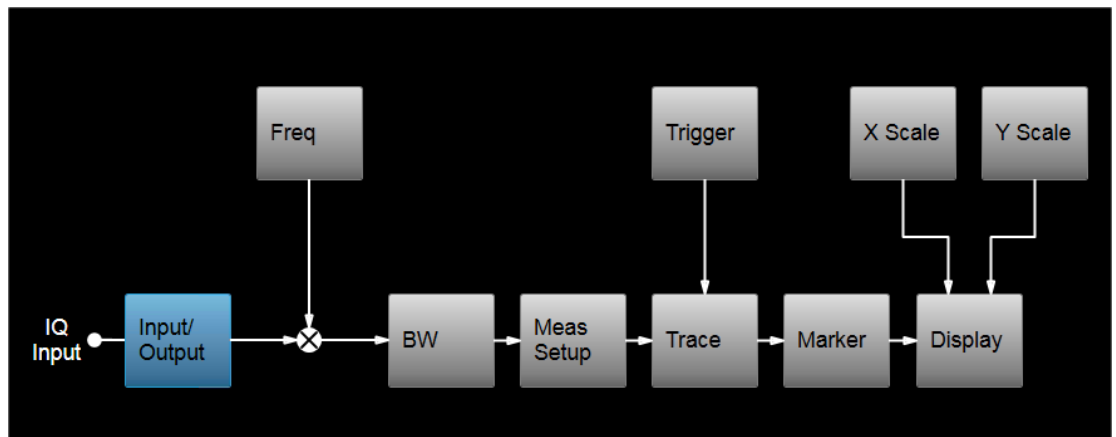 Freq
Trigger
X Scale
Y Scale
IQ
Input
Input/
Output
BW
Meas
Setup
Trace
Marker
Display